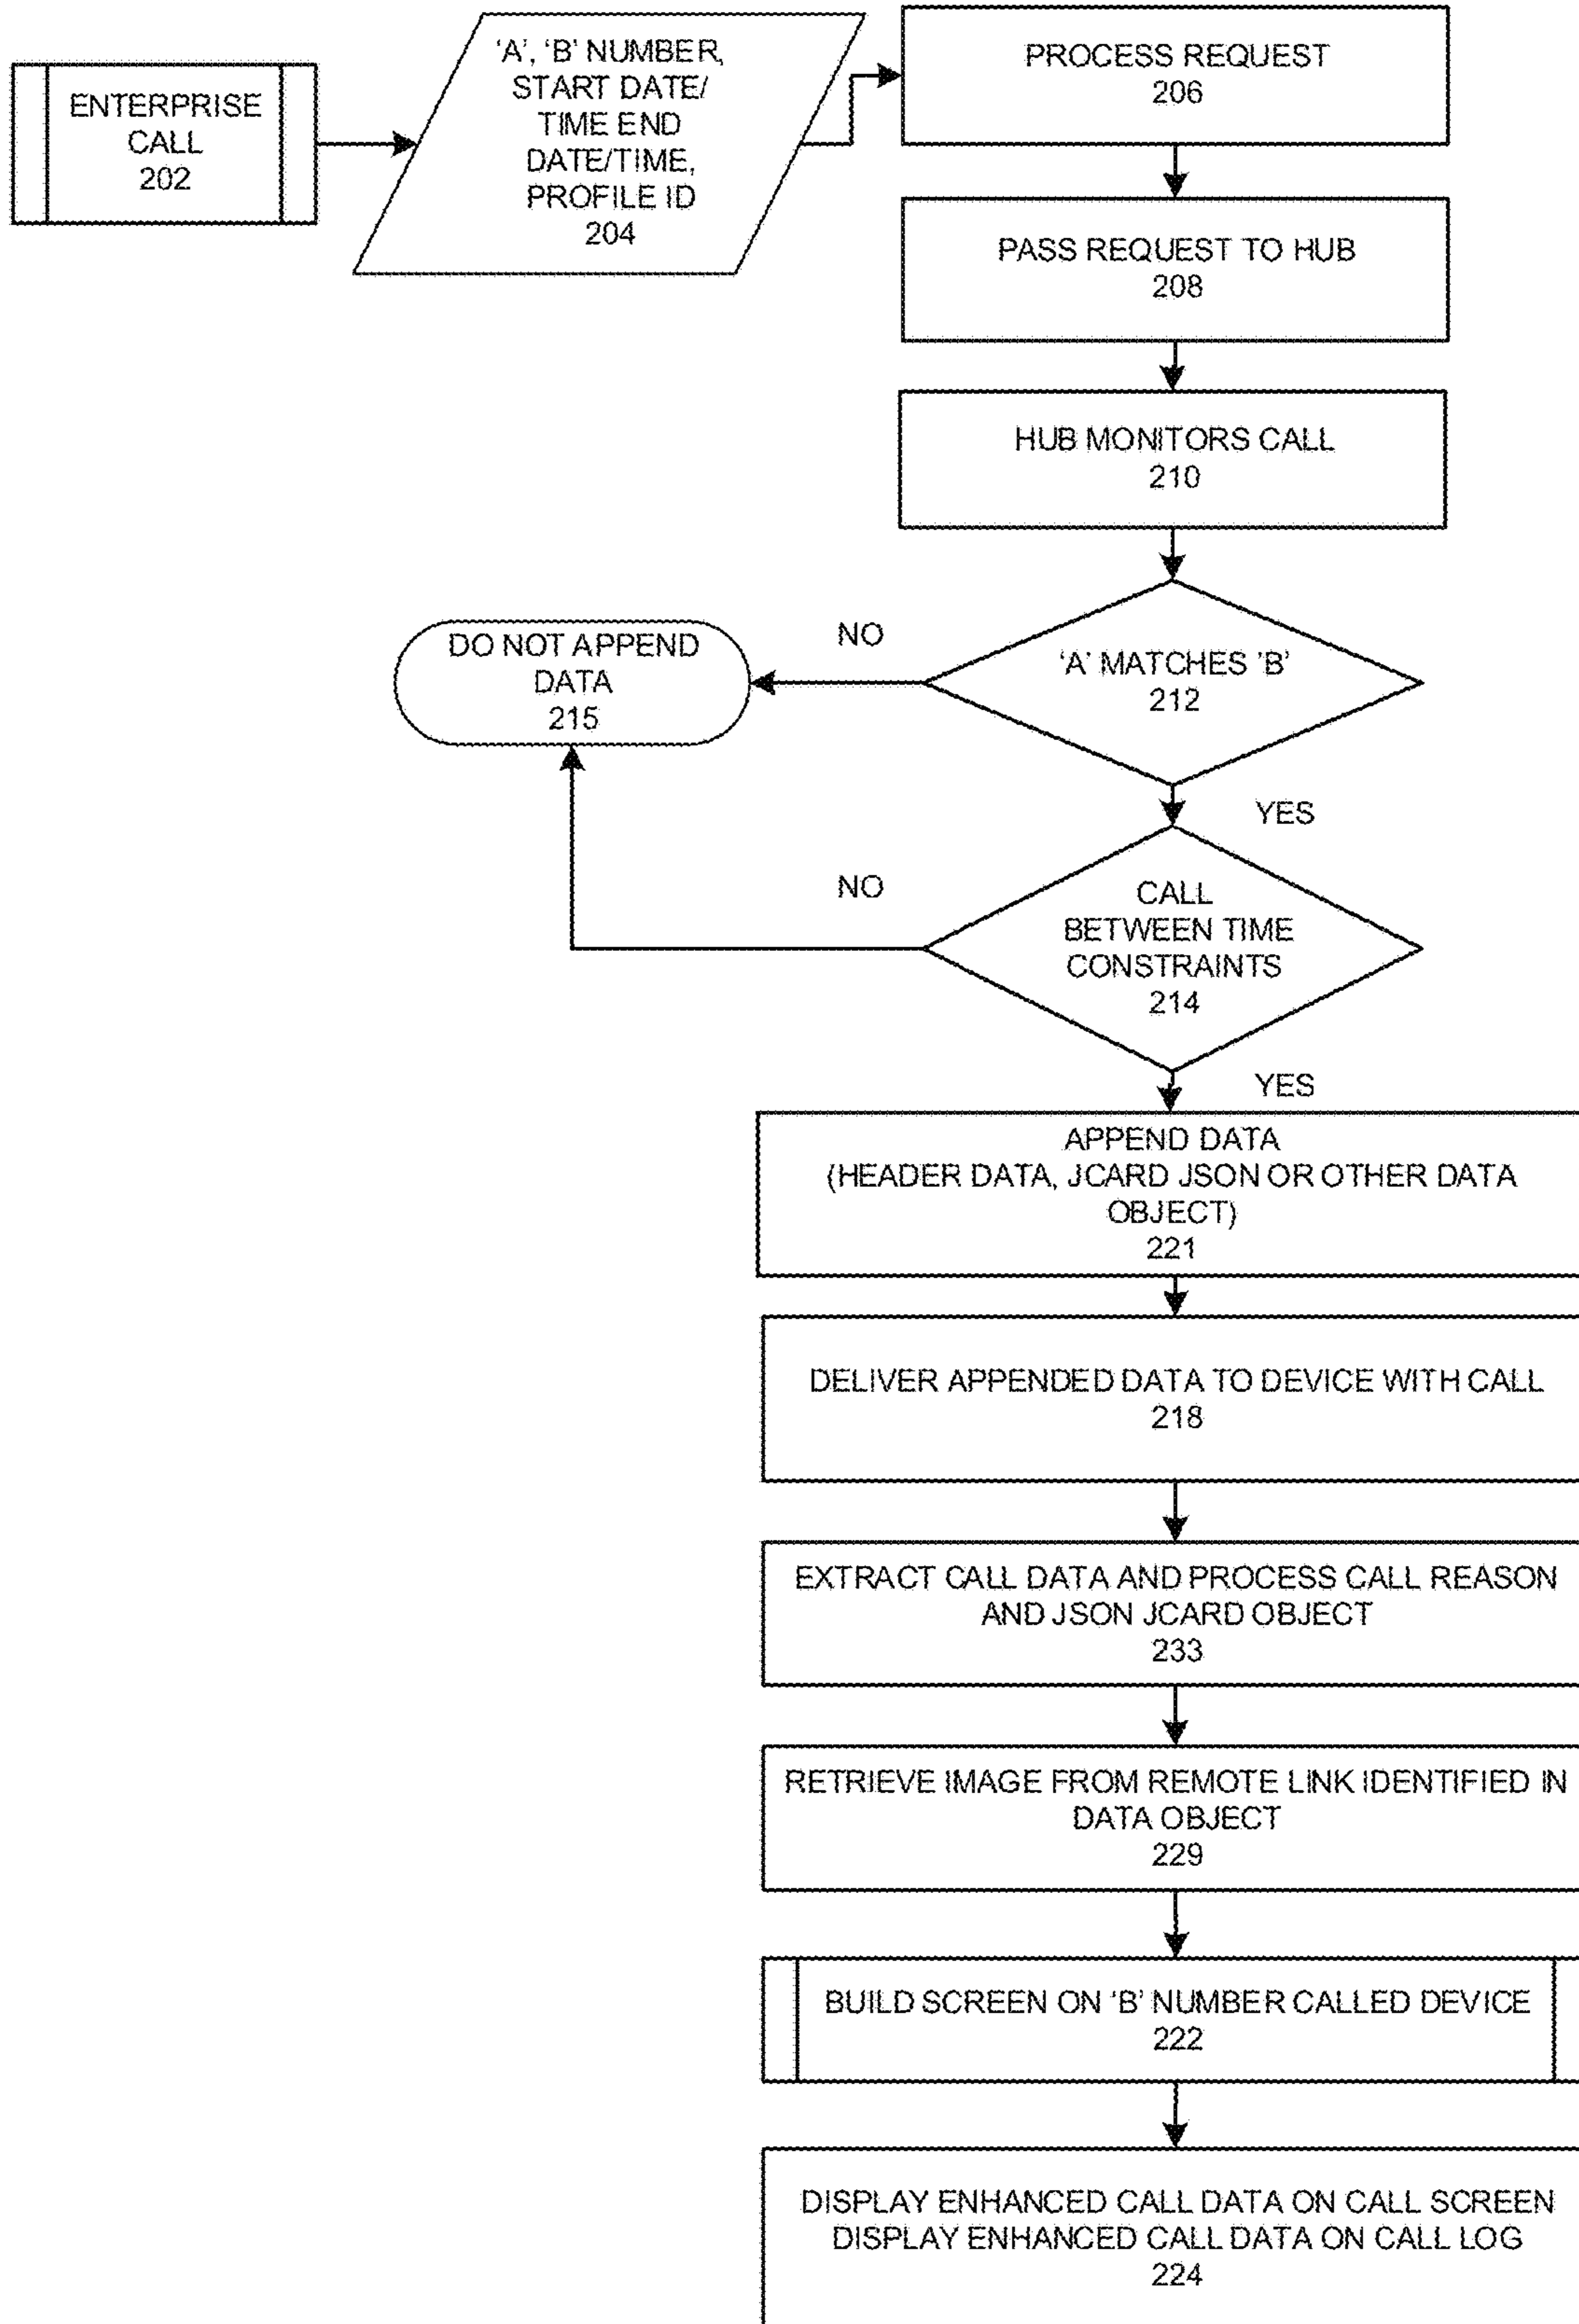 ENTERPRISE
CALL
202
‘A’, ‘B’ NUMBER,
START DATE/
TIME END
DATE/TIME,
PROFILE ID
204
PROCESS REQUEST
206
PASS REQUEST TO HUB
208
HUB MONITORS CALL
210
‘A’ MATCHES ’B’
212
NO
DO NOT APPEND
DATA
215
YES
CALL
BETWEEN TIME
CONSTRAINTS
214
NO
YES
APPEND DATA
(HEADER DATA, JCARD JSON OR OTHER DATA
OBJECT)
221
DELIVER APPENDED DATA TO DEVICE WITH CALL
218
EXTRACT CALL DATA AND PROCESS CALL REASON
AND JSON JCARD OBJECT
233
RETRIEVE IMAGE FROM REMOTE LINK IDENTIFIED IN
DATA OBJECT
229
BUILD SCREEN ON ‘B’ NUMBER CALLED DEVICE
222
DISPLAY ENHANCED CALL DATA ON CALL SCREEN
DISPLAY ENHANCED CALL DATA ON CALL LOG
224